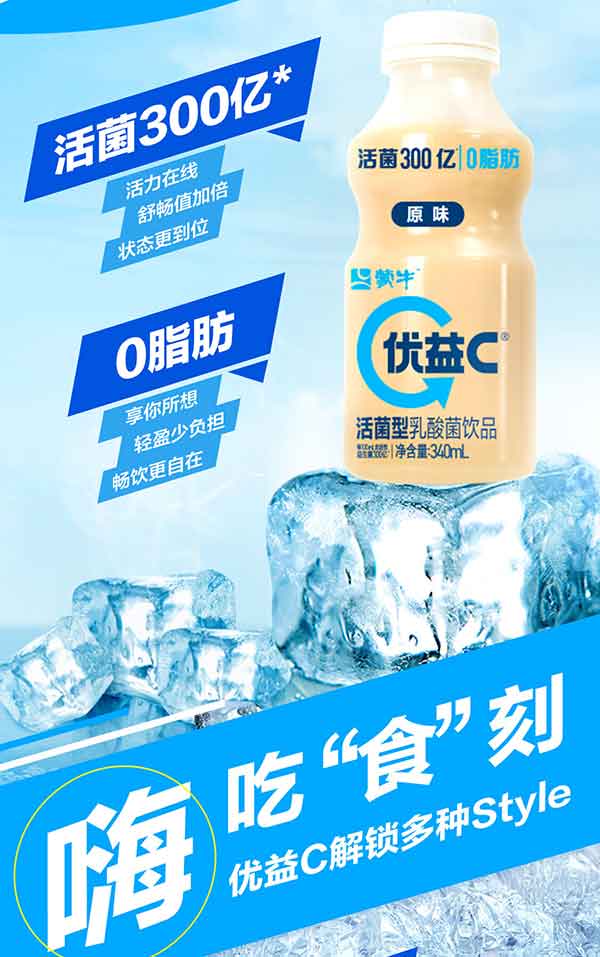 活菌300亿*
活力在线
舒畅值加倍
状态更到位
0脂肪
享你所想
轻盈少负担
畅饮更自在
活菌300亿|0脂肪
原味
蒙牛
优益C®
活菌型乳酸菌饮品
净含量:340mL
嗨吃“食”刻
优益C解锁多种Style